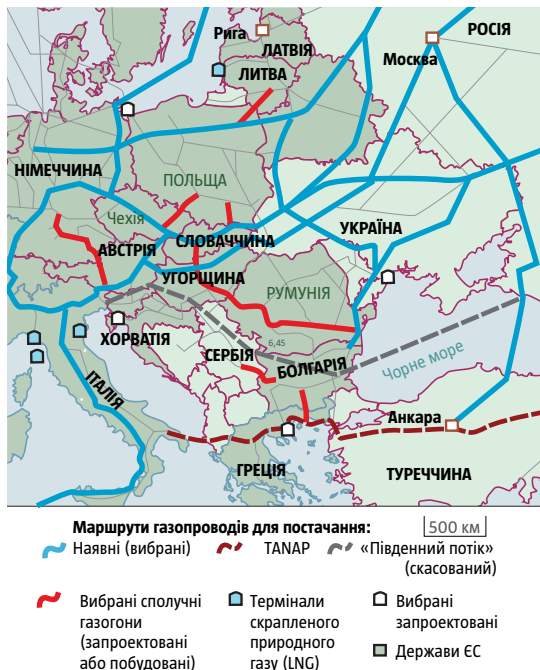 РОСІЯ
Рига
ЛАТВІЯ
Москва
ЛИТВА
НІМЕЧЧИНА
ПОЛЬЩА
Чехія
УКРАЇНА
АВСТРІЯ
СЛОВАЧЧИНА
УГОРЩИНА
РУМУНІЯ
ХОРВАТІЯ
6,45
СЕРБІЯ
БОЛГАРІЯ
Чорне море
ІТАЛІЯ
Анкара
ГРЕЦІЯ
ТУРЕЧЧИНА
Маршрути газопроводів для постачання:
500 км
Наявні (вибрані)
TANAP
«Південний потік»
(скасований)
Вибрані сполучні
газогони
(запроектовані
або побудовані)
Термінали
скрапленого
природного
газу (LNG)
Вибрані
запроектовані
Держави ЄС